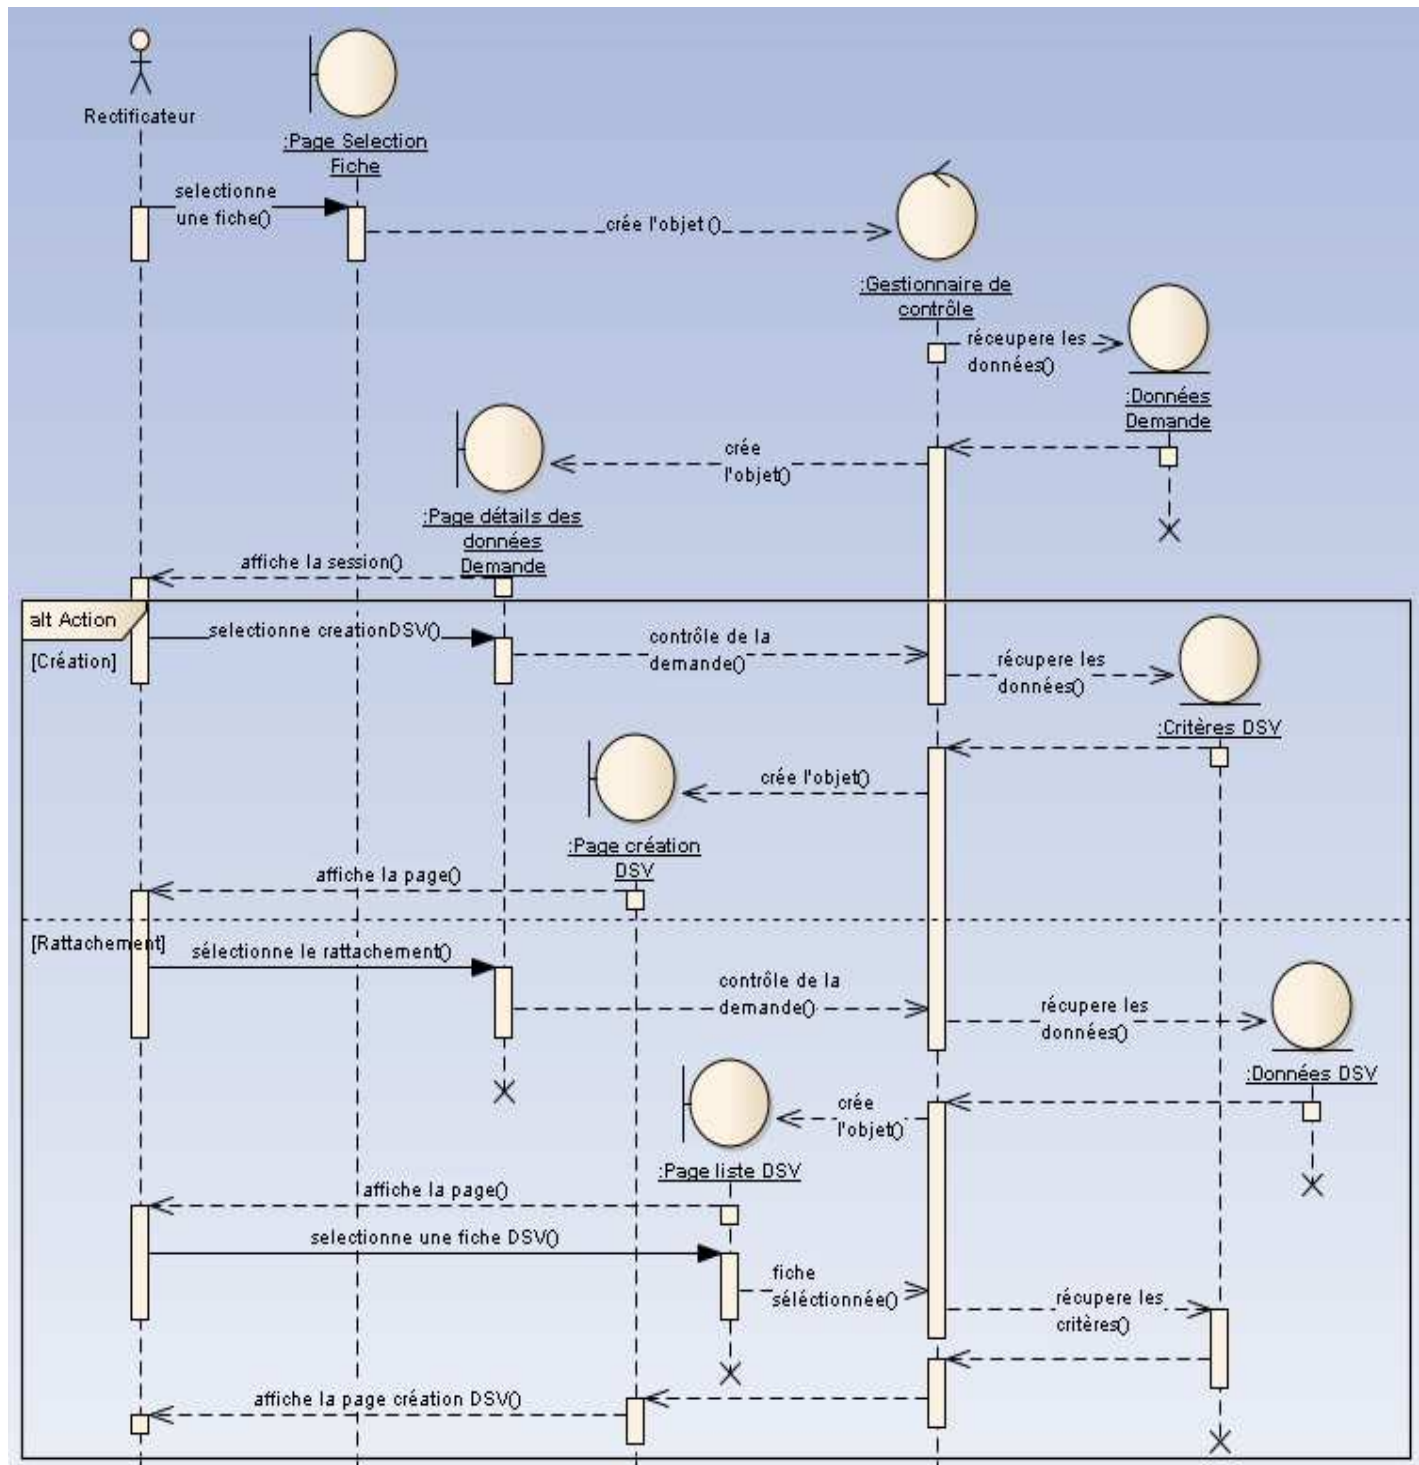 Rectificateur
:Page Selection
Fiche
selectionne
une fiche()
crée l'objet ()
:Gestionnaire de
contrôle
réceupere les
données()
:Données
Demande
crée
l'objet()
:Page détails des
données
Demande
affiche la session()
alt Action
[Création]
selectionne creationDSV()
contrôle de la
demande()
récupere les
données()
:Critères DSV
crée l'objet()
:Page création
DSV
affiche la page()
[Rattachement]
sélectionne le rattachement()
contrôle de la
demande()
récupere les
données()
:Données DSV
crée
l'objet()
:Page liste DSV
affiche la page()
selectionne une fiche DSV()
fiche
séléctionnée()
récupere les
critères()
affiche la page création DSV()